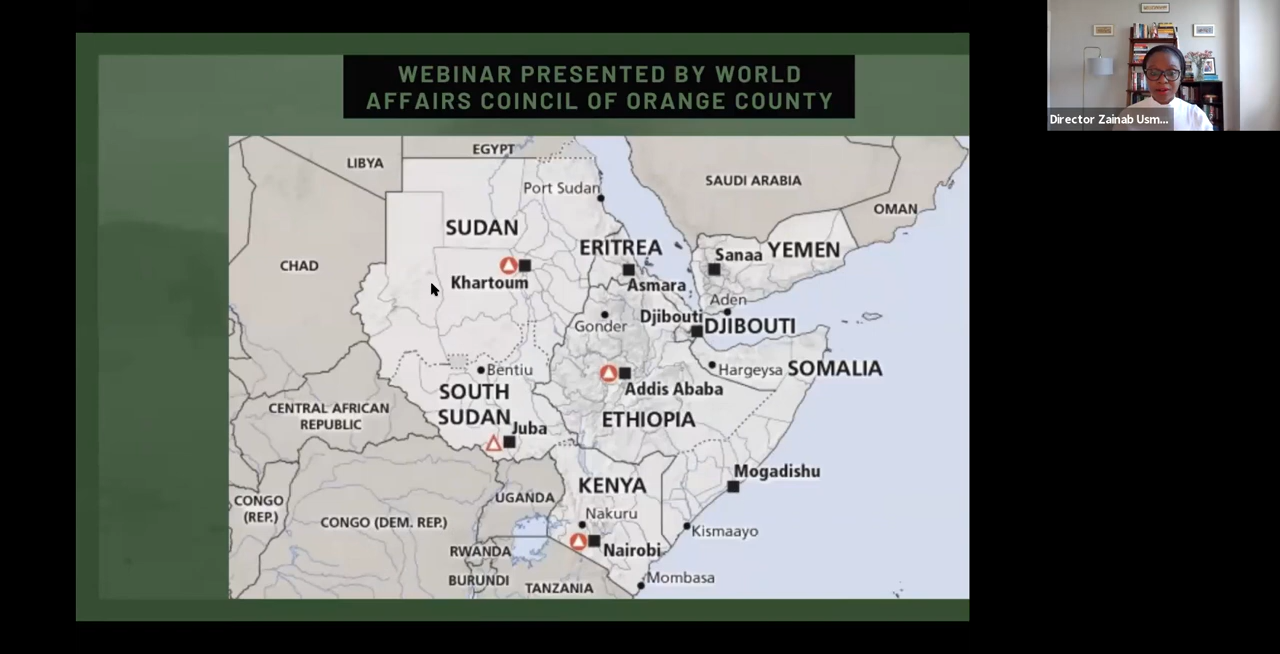 WEBINAR PRESENTED BY WORLD
AFFAIRS COINCIL OF ORANGE COUNTY
Director Zainab Usm...
EGYPT
LIBYA
SAUDI ARABIA
Port Sudan
OMAN
SUDAN
ERITREA
Sanaa
YEMEN
CHAD
Khartoum
Asmara
Aden
Djibouti
DJIBOUTI
Gonder
Bentiu
Hargeysa
SOMALIA
SOUTH
SUDAN
Addis Ababa
CENTRAL AFRICAN
REPUBLIC
ETHIOPIA
Juba
Mogadishu
KENYA
UGANDA
CONGO
(REP.)
Nakuru
CONGO (DEM. REP.)
Kismaayo
RWANDA
Nairobi
BURUNDI
Mombasa
TANZANIA